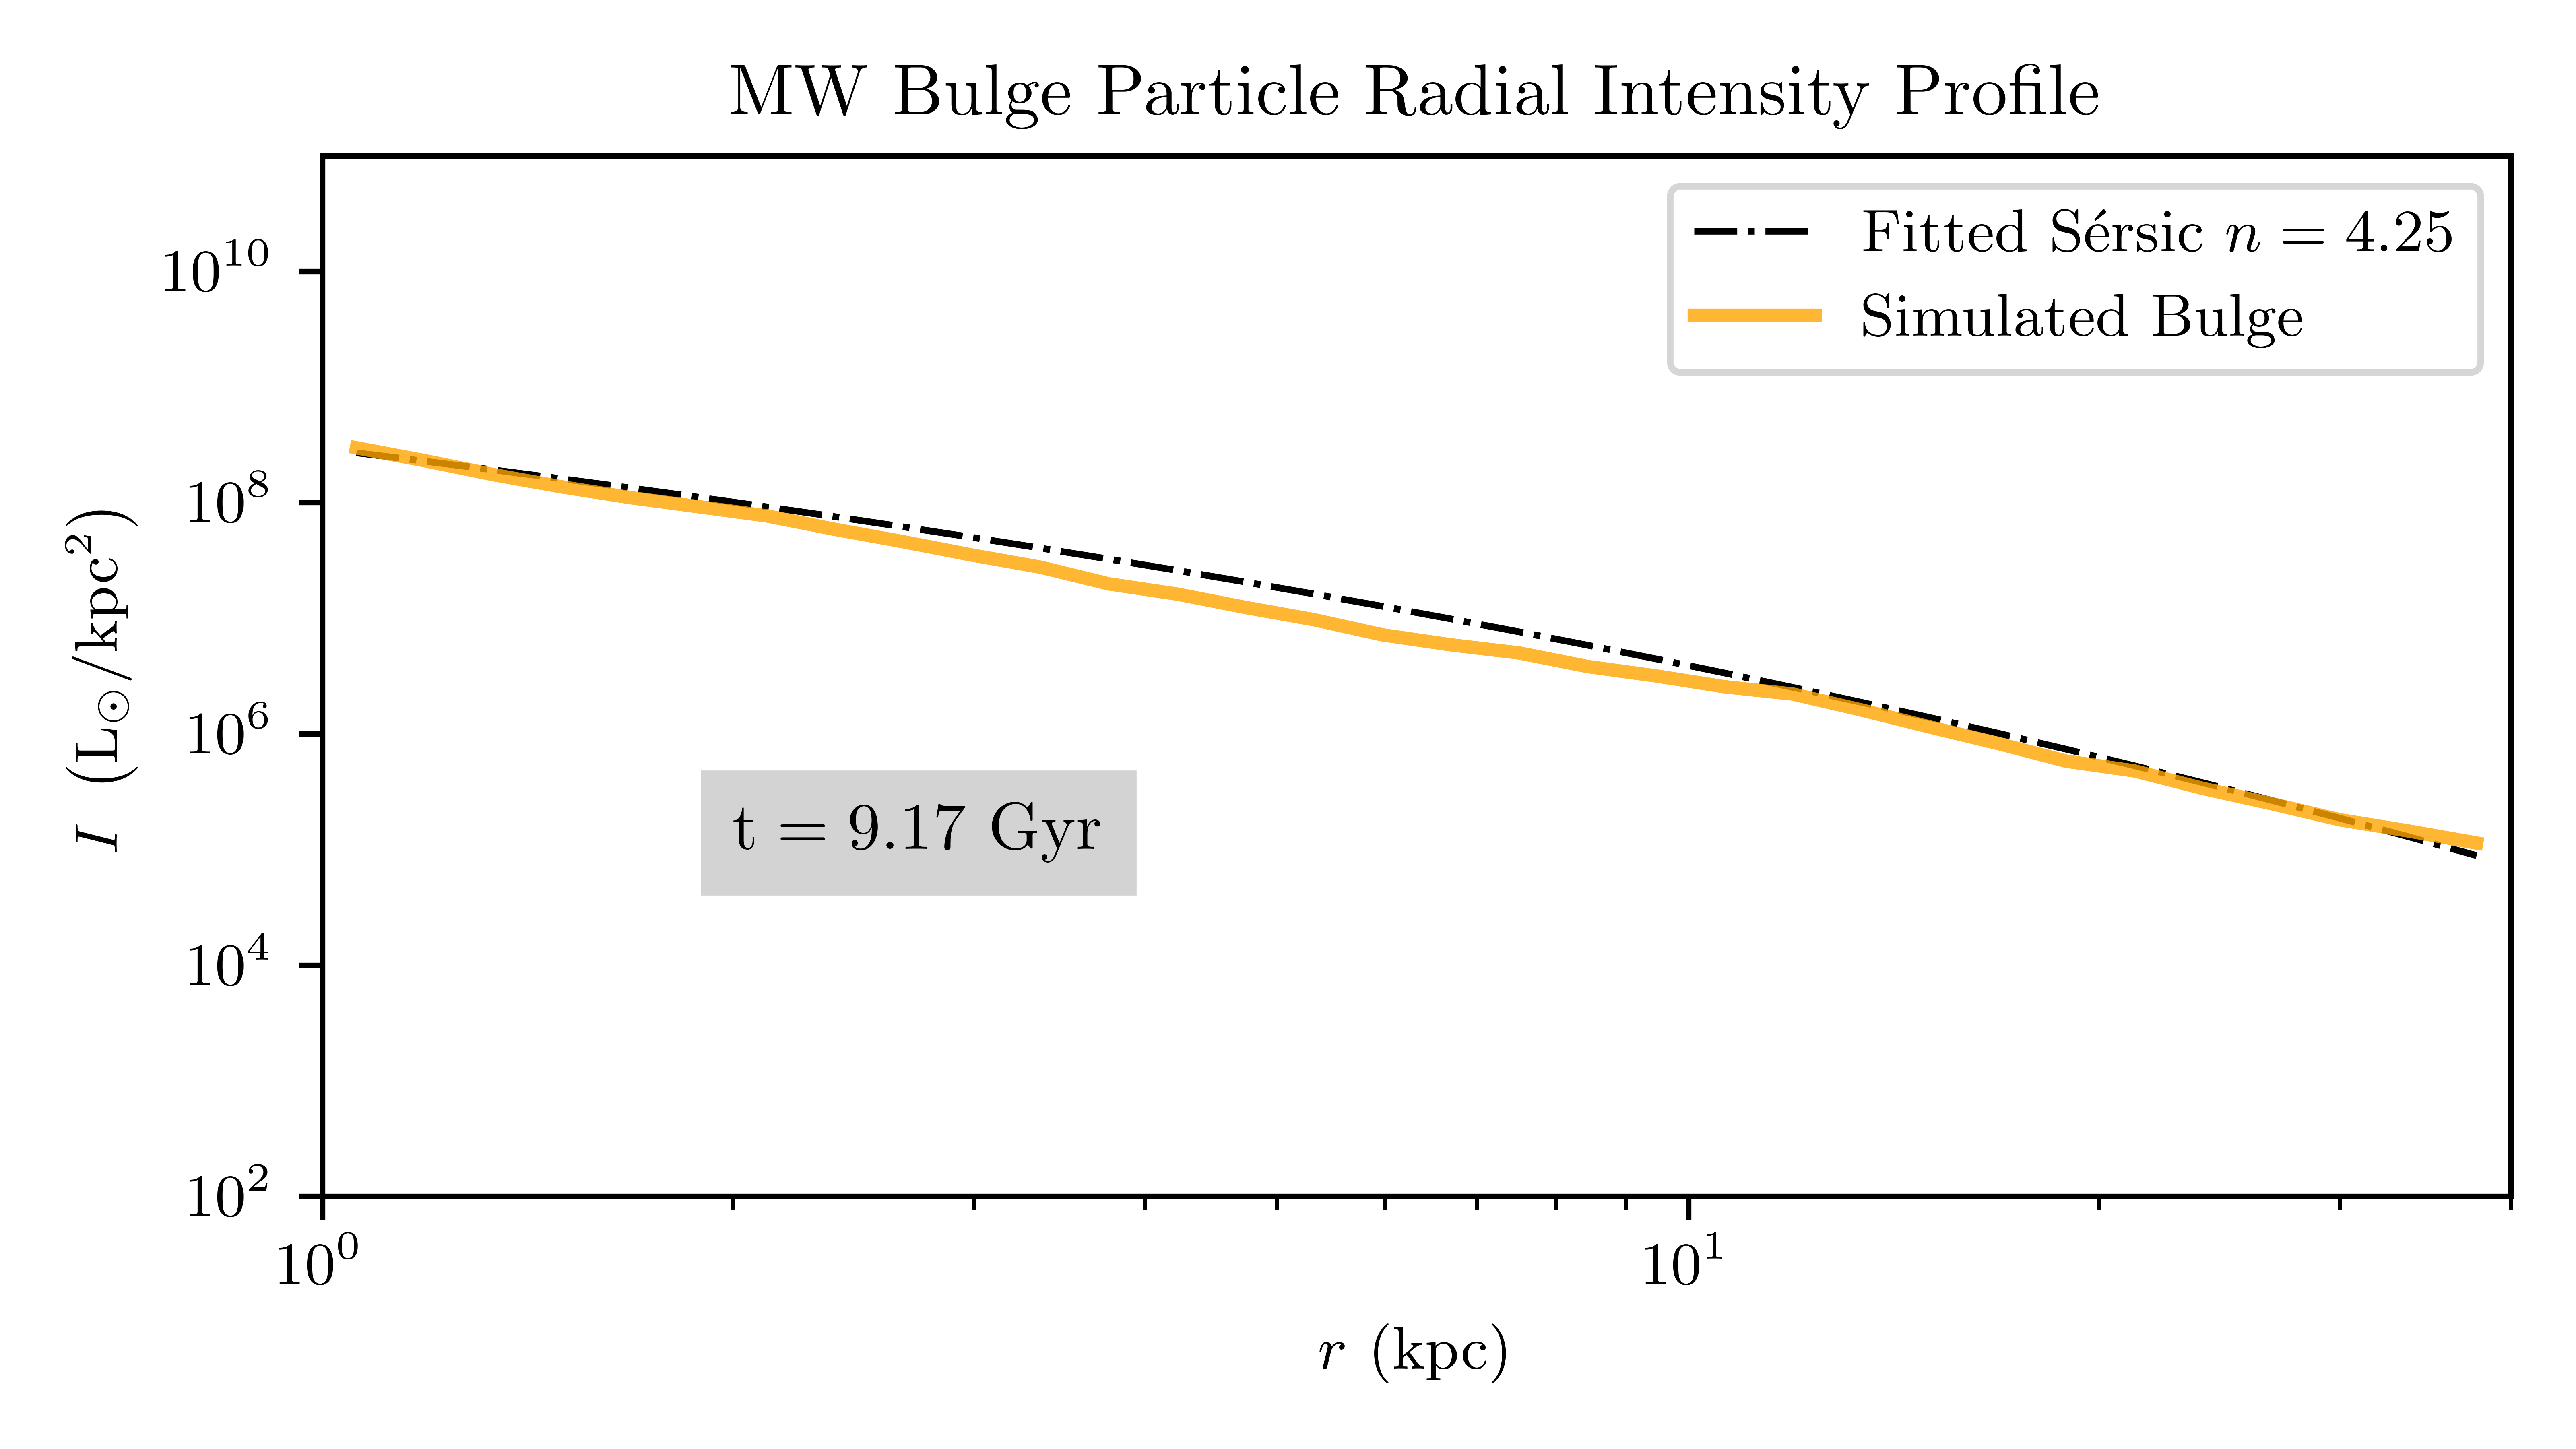 MW Bulge Particle Radial Intensity Profile
Fitted Sérsic n = 4.25
Simulated Bulge
10¹⁰
10⁸
10⁶
10⁴
10²
I (L☉/kpc²)
t = 9.17 Gyr
10⁰
10¹
r (kpc)